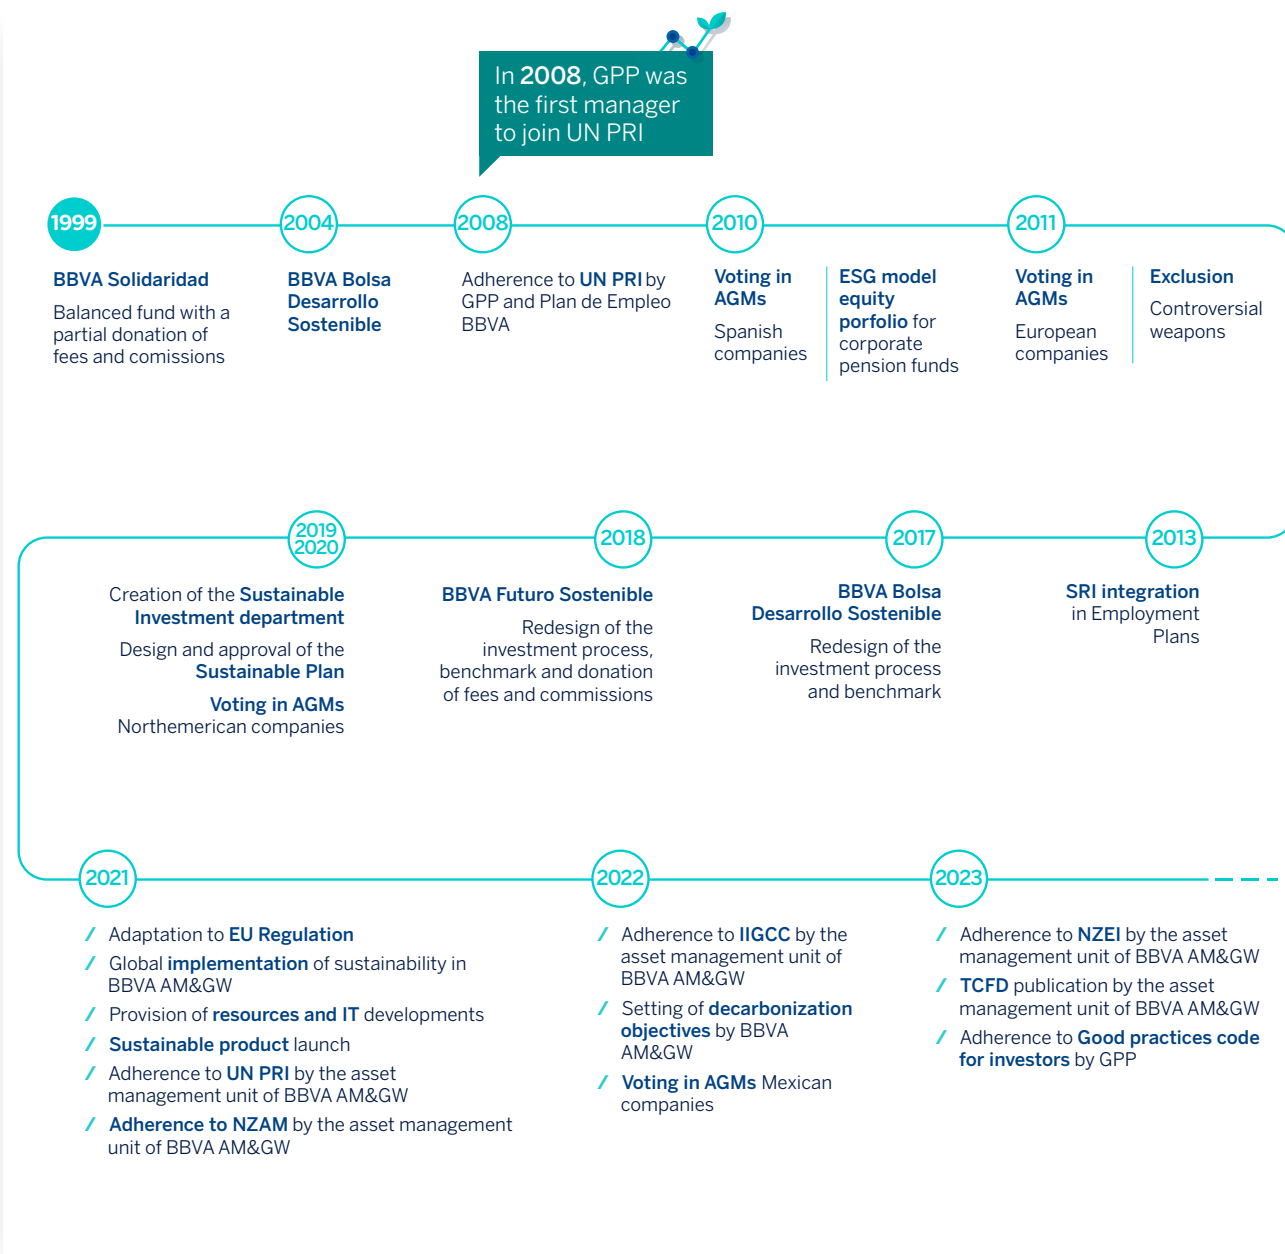 In 2008, GPP was
the first manager
to join UN PRI
1999
BBVA Solidaridad
Balanced fund with a
partial donation of
fees and comissions
2004
BBVA Bolsa
Desarrollo
Sostenible
2008
Adherence to UN PRI by
GPP and Plan de Empleo
BBVA
2010
Voting in
AGMs
Spanish
companies
ESG model
equity
porfolio for
corporate
pension funds
2011
Voting in
AGMs
European
companies
Exclusion
Controversial
weapons
2013
SRI integration
in Employment
Plans
2017
BBVA Bolsa
Desarrollo Sostenible
Redesign of the
investment process
and benchmark
2018
BBVA Futuro Sostenible
Redesign of the
investment process,
benchmark and donation
of fees and commissions
2019
2020
Creation of the Sustainable
Investment department
Design and approval of the
Sustainable Plan
Voting in AGMs
Northemerican companies
2021
/ Adaptation to EU Regulation
/ Global implementation of sustainability in
BBVA AM&GW
/ Provision of resources and IT developments
/ Sustainable product launch
/ Adherence to UN PRI by the asset
management unit of BBVA AM&GW
/ Adherence to NZAM by the asset management
unit of BBVA AM&GW
2022
/ Adherence to IIGCC by the
asset management unit of
BBVA AM&GW
/ Setting of decarbonization
objectives by BBVA
AM&GW
/ Voting in AGMs Mexican
companies
2023
/ Adherence to NZEI by the asset
management unit of BBVA AM&GW
/ TCFD publication by the asset
management unit of BBVA AM&GW
/ Adherence to Good practices code
for investors by GPP